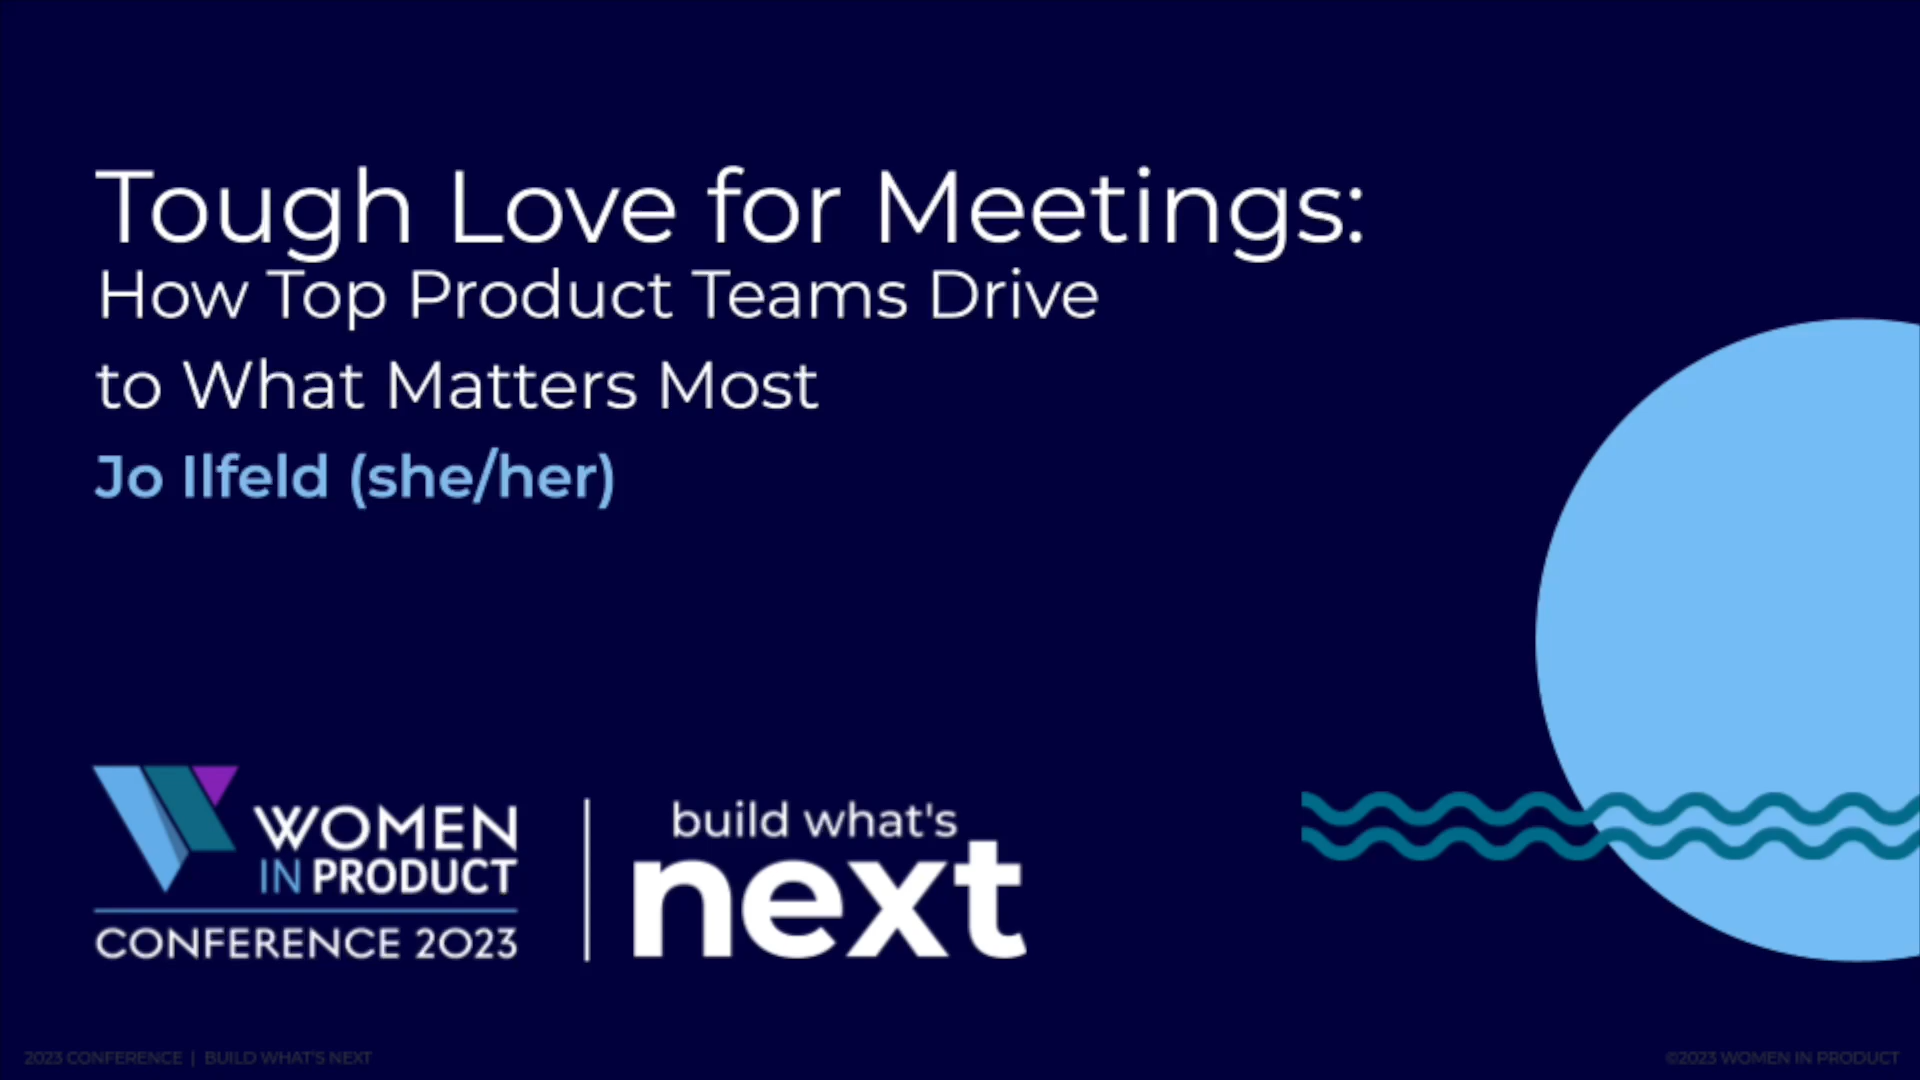 Tough Love for Meetings:
How Top Product Teams Drive
to What Matters Most
Jo Ilfeld (she/her)
WOMEN
IN PRODUCT
CONFERENCE 2023
build what's
next
2023 CONFERENCE | BUILD WHAT'S NEXT
©2023 WOMEN IN PRODUCT